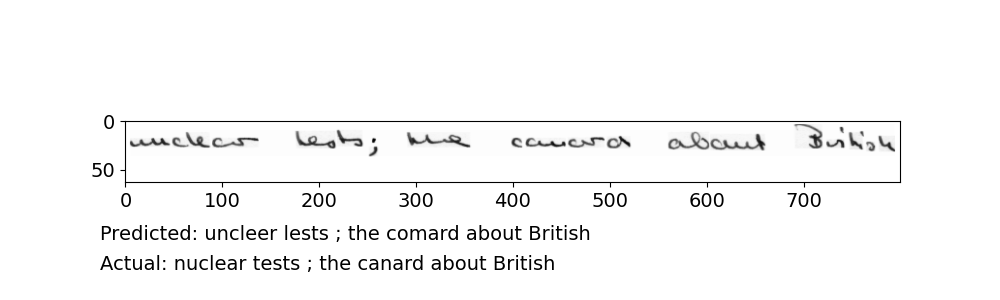 0
nuclear tests; the canard about British
50
0 100 200 300 400 500 600 700
Predicted: uncleer lests ; the comard about British
Actual: nuclear tests ; the canard about British